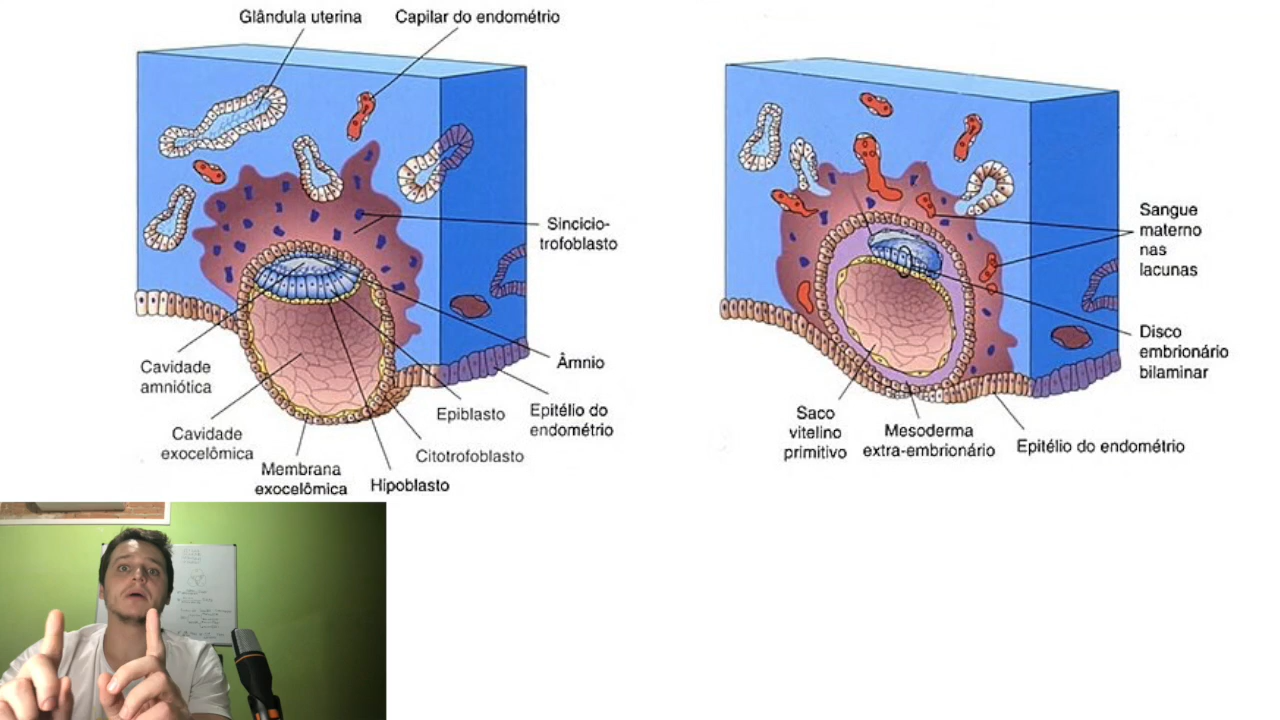 Glândula uterina
Capilar do endométrio
Sincicio-
trofoblasto
Âmnio
Epitélio do
endométrio
Epiblasto
Citotrofoblasto
Hipoblasto
Membrana
exocelômica
Cavidade
exocelômica
Cavidade
amniótica
Sangue
materno
nas
lacunas
Disco
embrionário
bilaminar
Epitélio do endométrio
Mesoderma
extra-embrionário
Saco
vitelino
primitivo